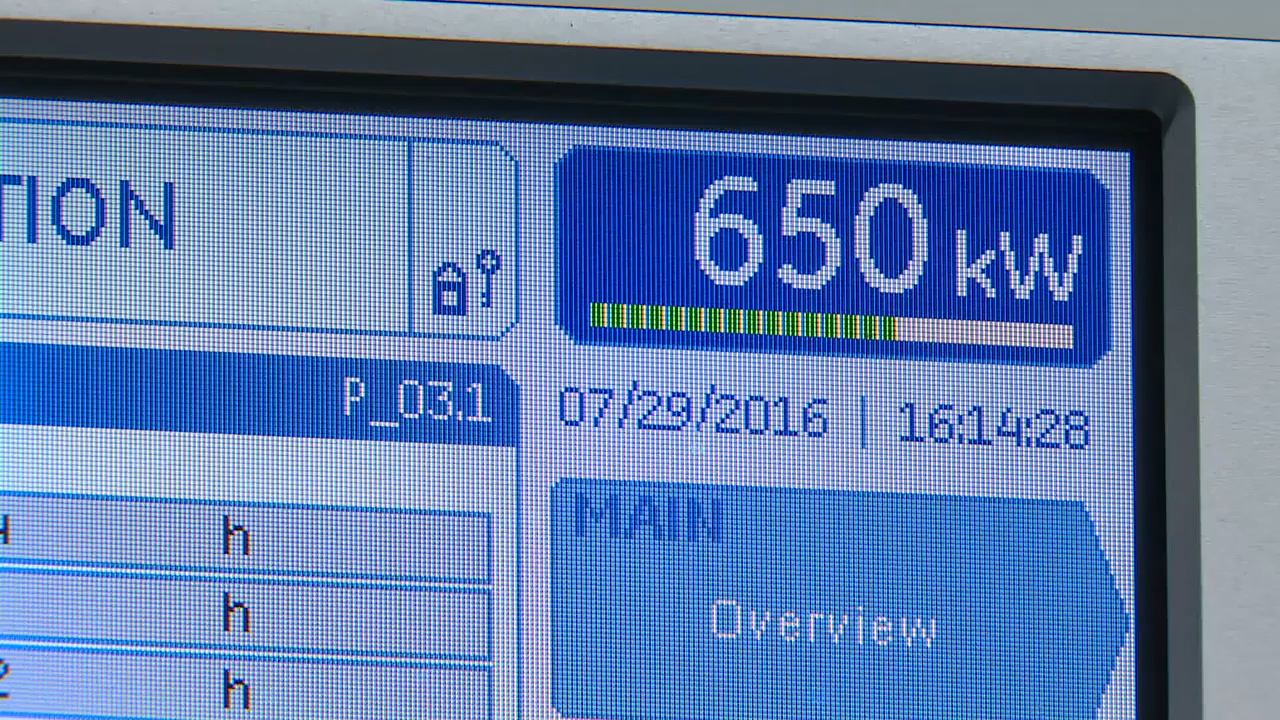 TION
650 kW
P_03.1
07/29/2016 | 16:14:28
MAIN
Overview
h
h
h